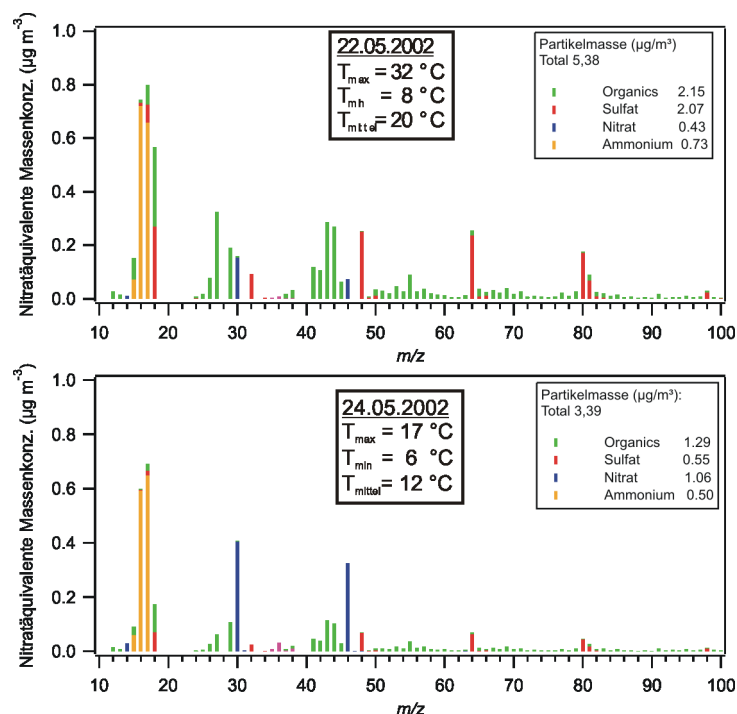 Nitratäquivalente Massenkonz. (µg m-3)
1.0
0.8
0.6
0.4
0.2
0.0
22.05.2002
Tmax = 32 °C
Tmh = 8 °C
Tmttel = 20 °C
Partikelmasse (µg/m³)
Total 5,38
Organics 2.15
Sulfat 2.07
Nitrat 0.43
Ammonium 0.73
10 20 30 40 50 60 70 80 90 100
m/z
Nitratäquivalente Massenkonz. (µg m-3)
1.0
0.8
0.6
0.4
0.2
0.0
24.05.2002
Tmax = 17 °C
Tmin = 6 °C
Tmittel = 12 °C
Partikelmasse (µg/m³):
Total 3,39
Organics 1.29
Sulfat 0.55
Nitrat 1.06
Ammonium 0.50
10 20 30 40 50 60 70 80 90 100
m/z